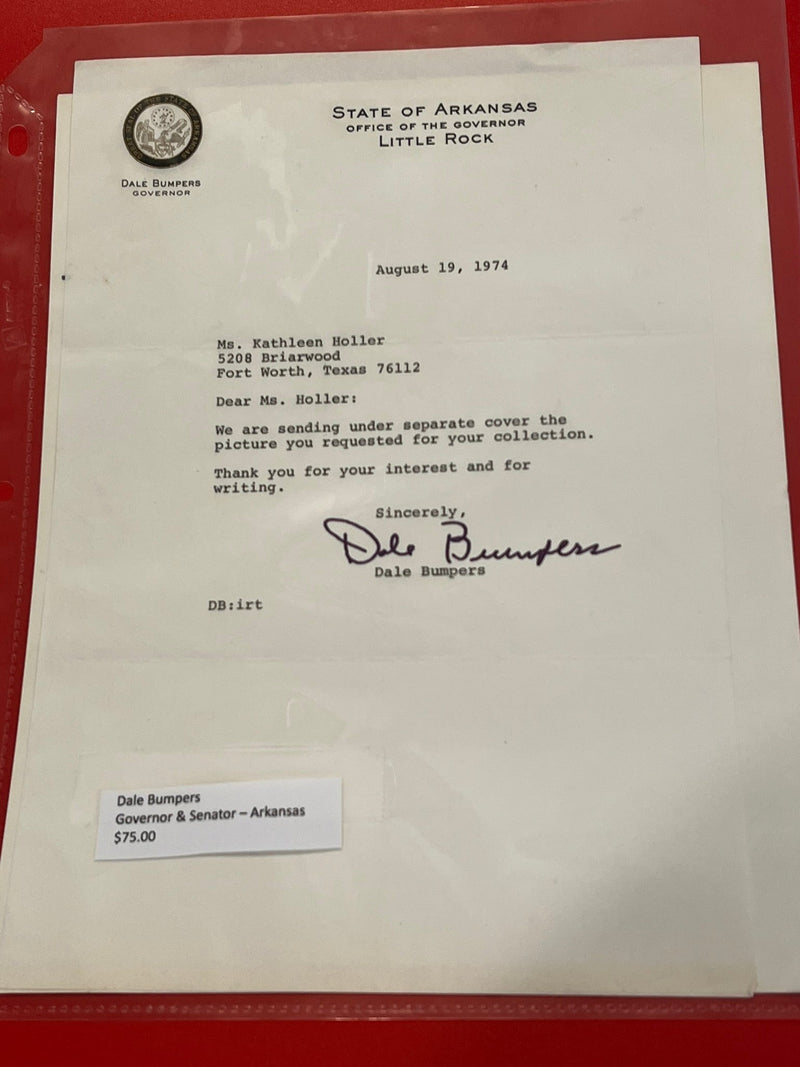 STATE OF ARKANSAS
OFFICE OF THE GOVERNOR
LITTLE ROCK
DALE BUMPERS
GOVERNOR
August 19, 1974
Ms. Kathleen Holler
5208 Briarwood
Fort Worth, Texas 76112
Dear Ms. Holler:
We are sending under separate cover the
picture you requested for your collection.
Thank you for your interest and for
writing.
Sincerely,
Dale Bumpers
Dale Bumpers
DB:irt
Dale Bumpers
Governor & Senator – Arkansas
$75.00